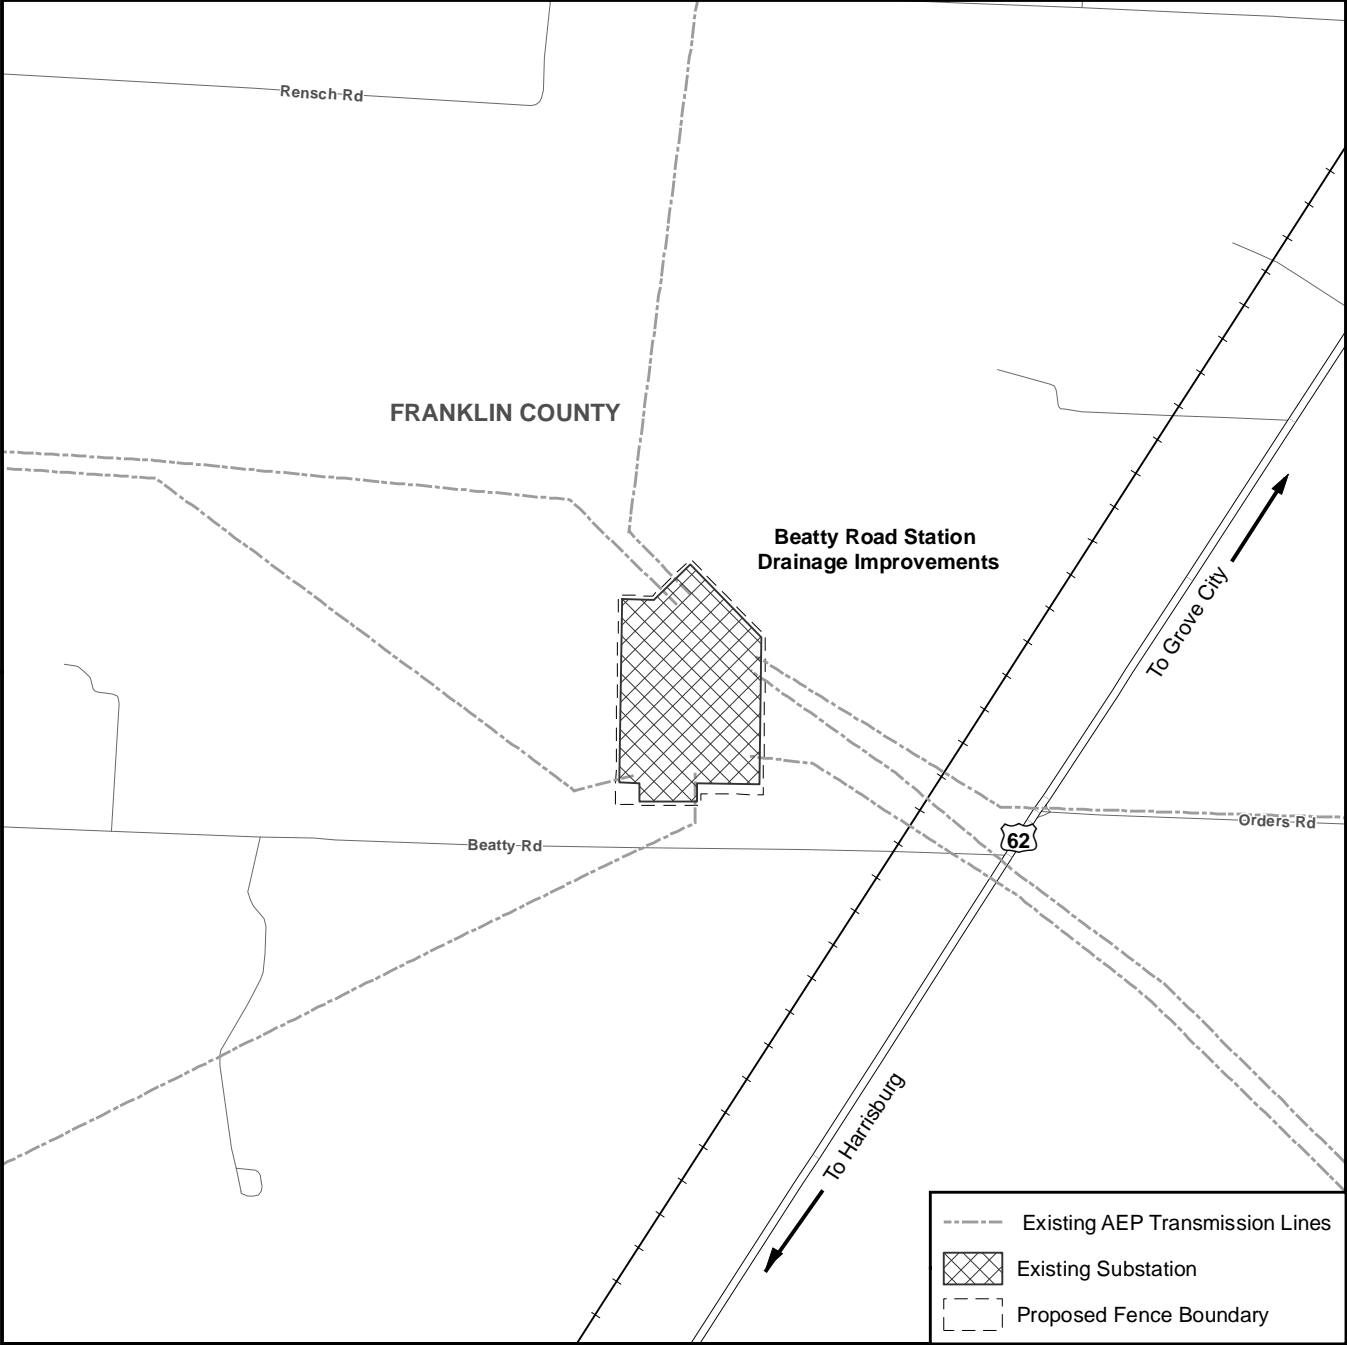 Rensch Rd
FRANKLIN COUNTY
Beatty Road Station
Drainage Improvements
To Grove City
Orders Rd
62
Beatty Rd
To Harrisburg
Existing AEP Transmission Lines
Existing Substation
Proposed Fence Boundary